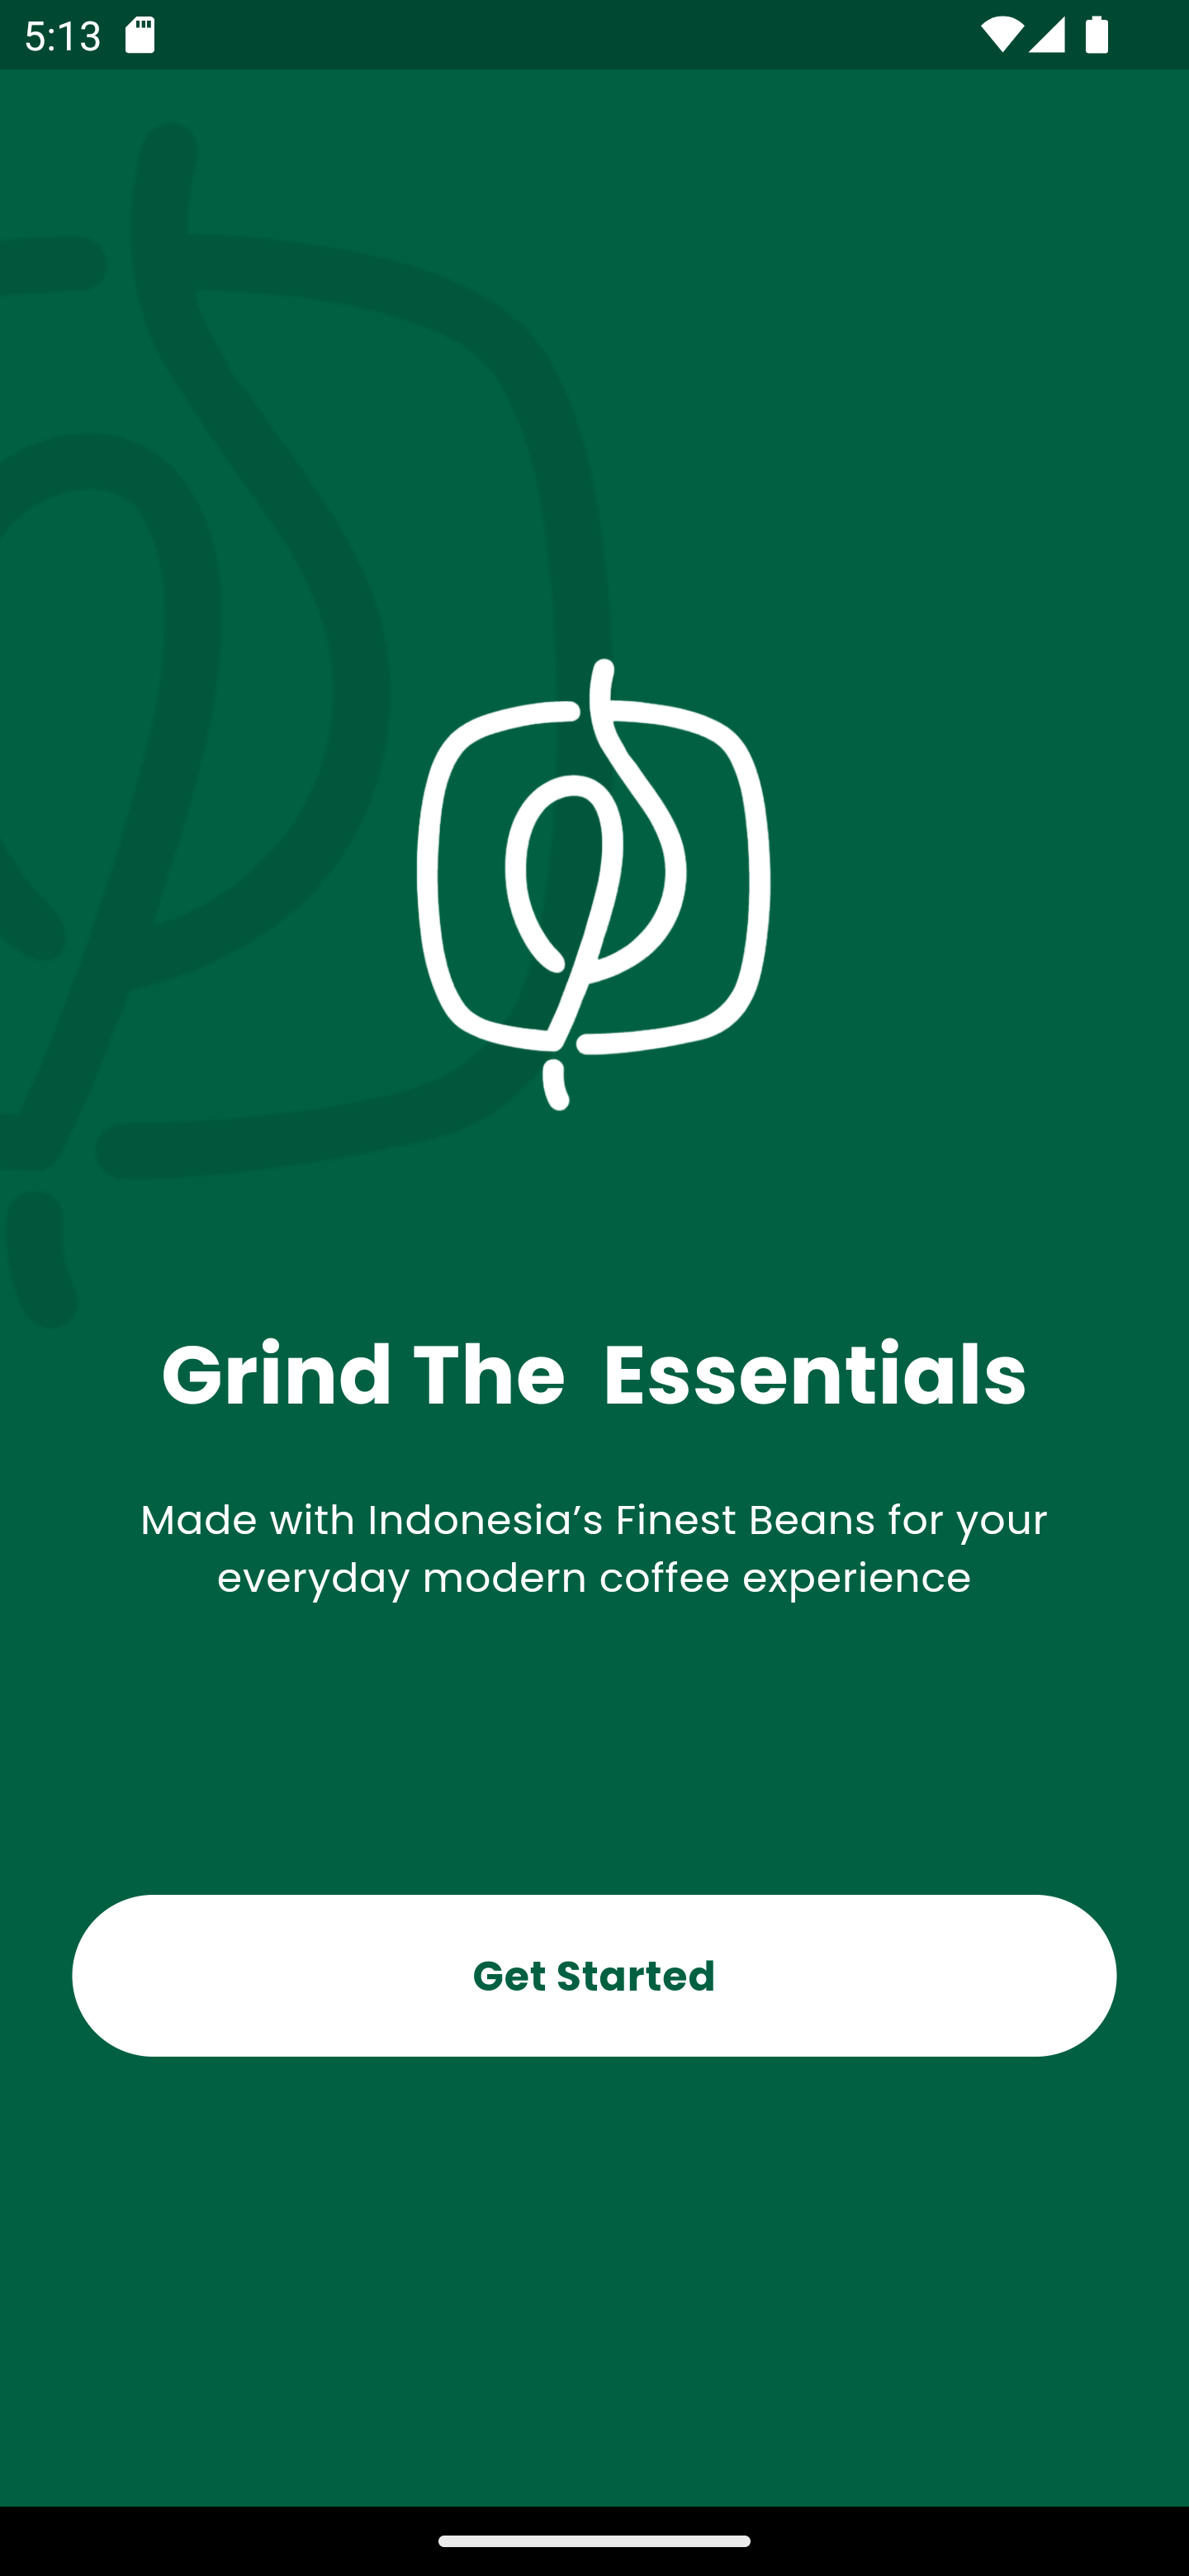 5:13
Grind The  Essentials
Made with Indonesia’s Finest Beans for your
everyday modern coffee experience
Get Started